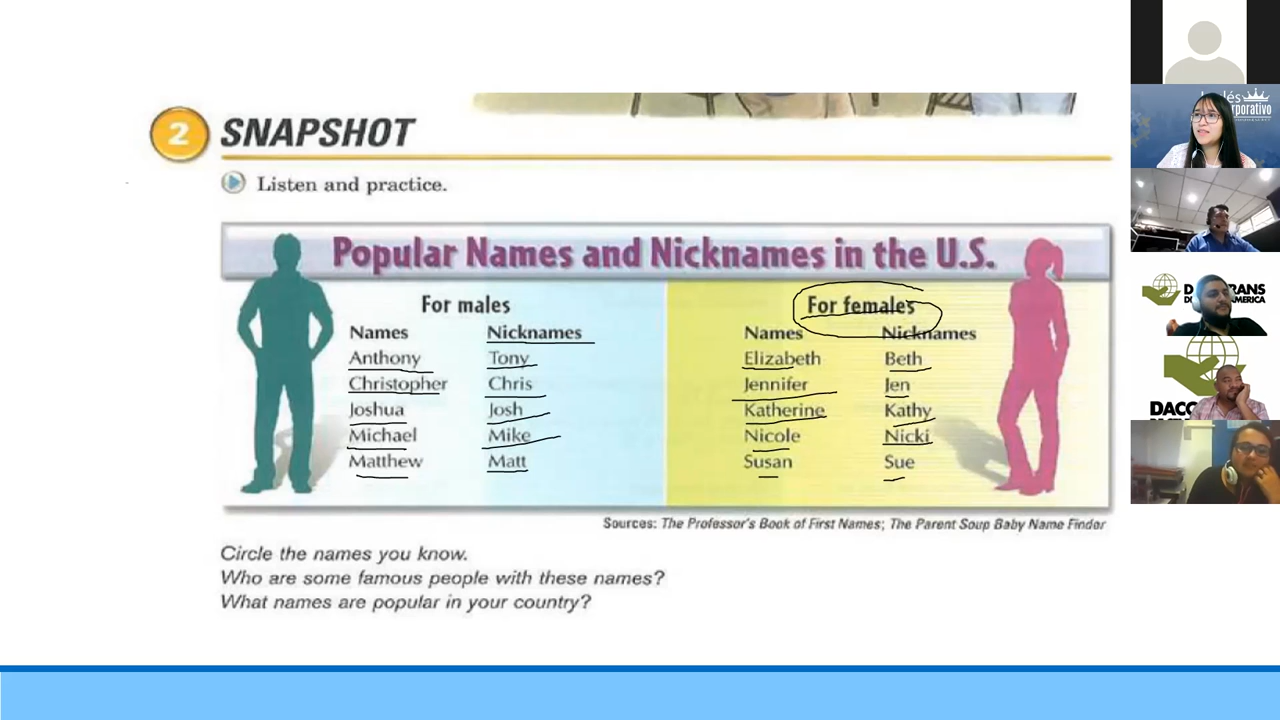 2 SNAPSHOT
Listen and practice.
Popular Names and Nicknames in the U.S.
For males
Names Nicknames
Anthony Tony
Christopher Chris
Joshua Josh
Michael Mike
Matthew Matt
For females
Names Nicknames
Elizabeth Beth
Jennifer Jen
Katherine Kathy
Nicole Nicki
Susan Sue
Sources: The Professor's Book of First Names; The Parent Soup Baby Name Finder
Circle the names you know.
Who are some famous people with these names?
What names are popular in your country?